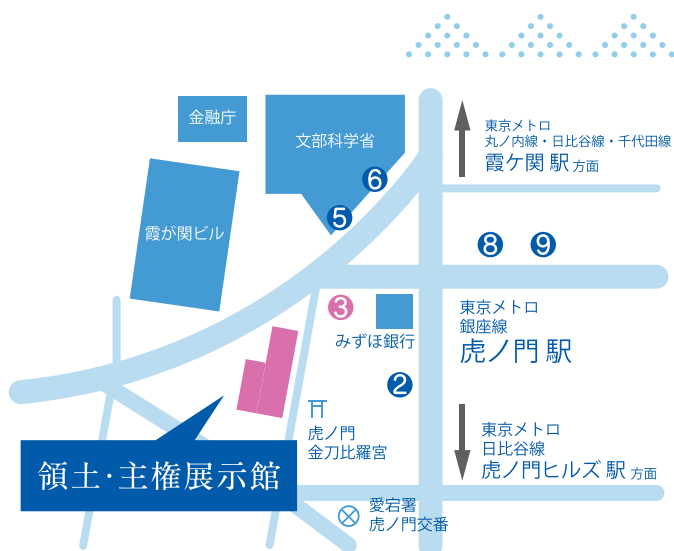 金融庁
文部科学省
東京メトロ
丸ノ内線・日比谷線・千代田線
霞ケ関 駅 方面
6
5
霞が関ビル
8
9
3
みずほ銀行
東京メトロ
銀座線
虎ノ門 駅
2
虎ノ門
金刀比羅宮
東京メトロ
日比谷線
虎ノ門ヒルズ 駅 方面
領土・主権展示館
愛宕署
虎ノ門交番